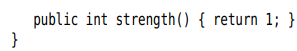 public int strength() { return 1; }
}